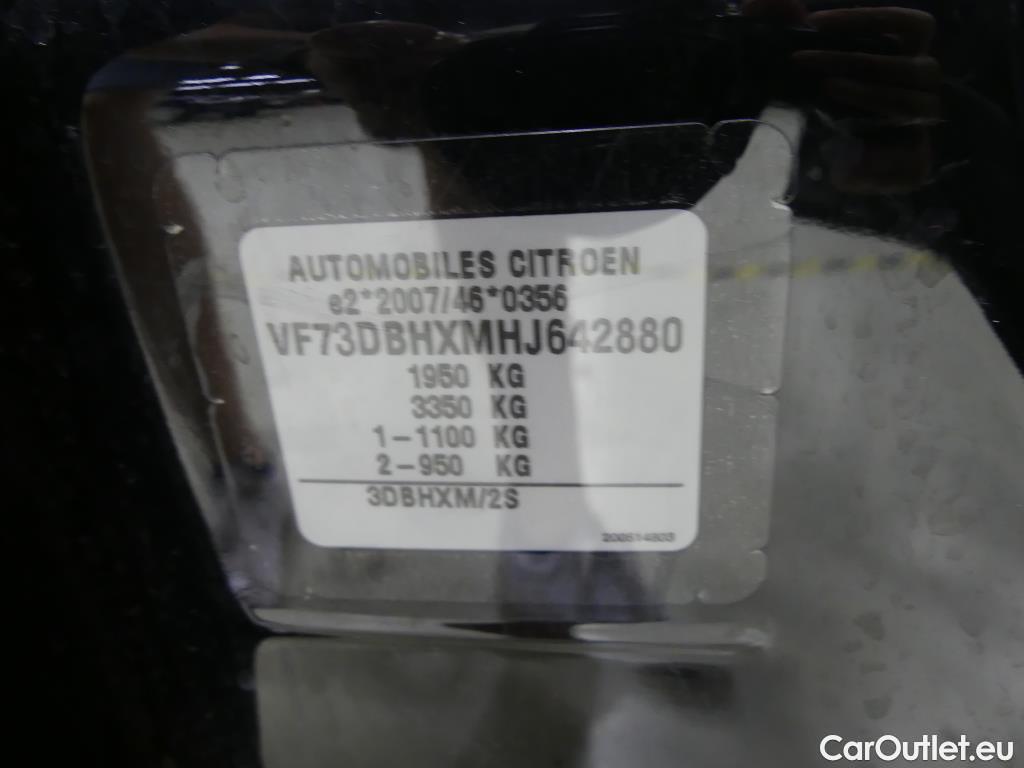 AUTOMOBILES CITROEN
e2*2007/46*0356
VF73DBHXMHJ642880
1950 KG
3350 KG
1-1100 KG
2-950 KG
3DBHXM/2S
CarOutlet.eu